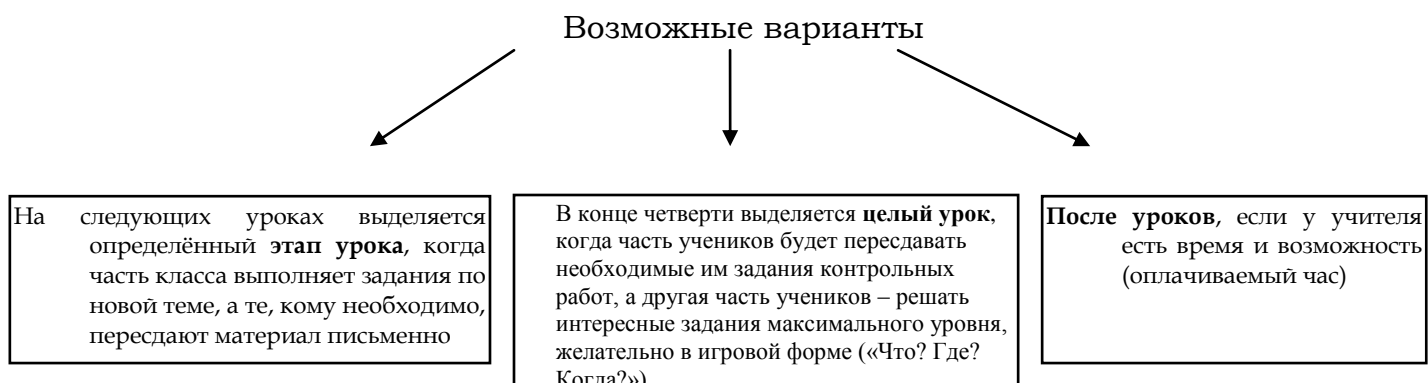 Возможные варианты
На следующих уроках выделяется
определённый этап урока, когда
часть класса выполняет задания по
новой теме, а те, кому необходимо,
пересдают материал письменно
В конце четверти выделяется целый урок,
когда часть учеников будет пересдавать
необходимые им задания контрольных
работ, а другая часть учеников – решать
интересные задания максимального уровня,
желательно в игровой форме («Что? Где?
Когда?»)
После уроков, если у учителя
есть время и возможность
(оплачиваемый час)